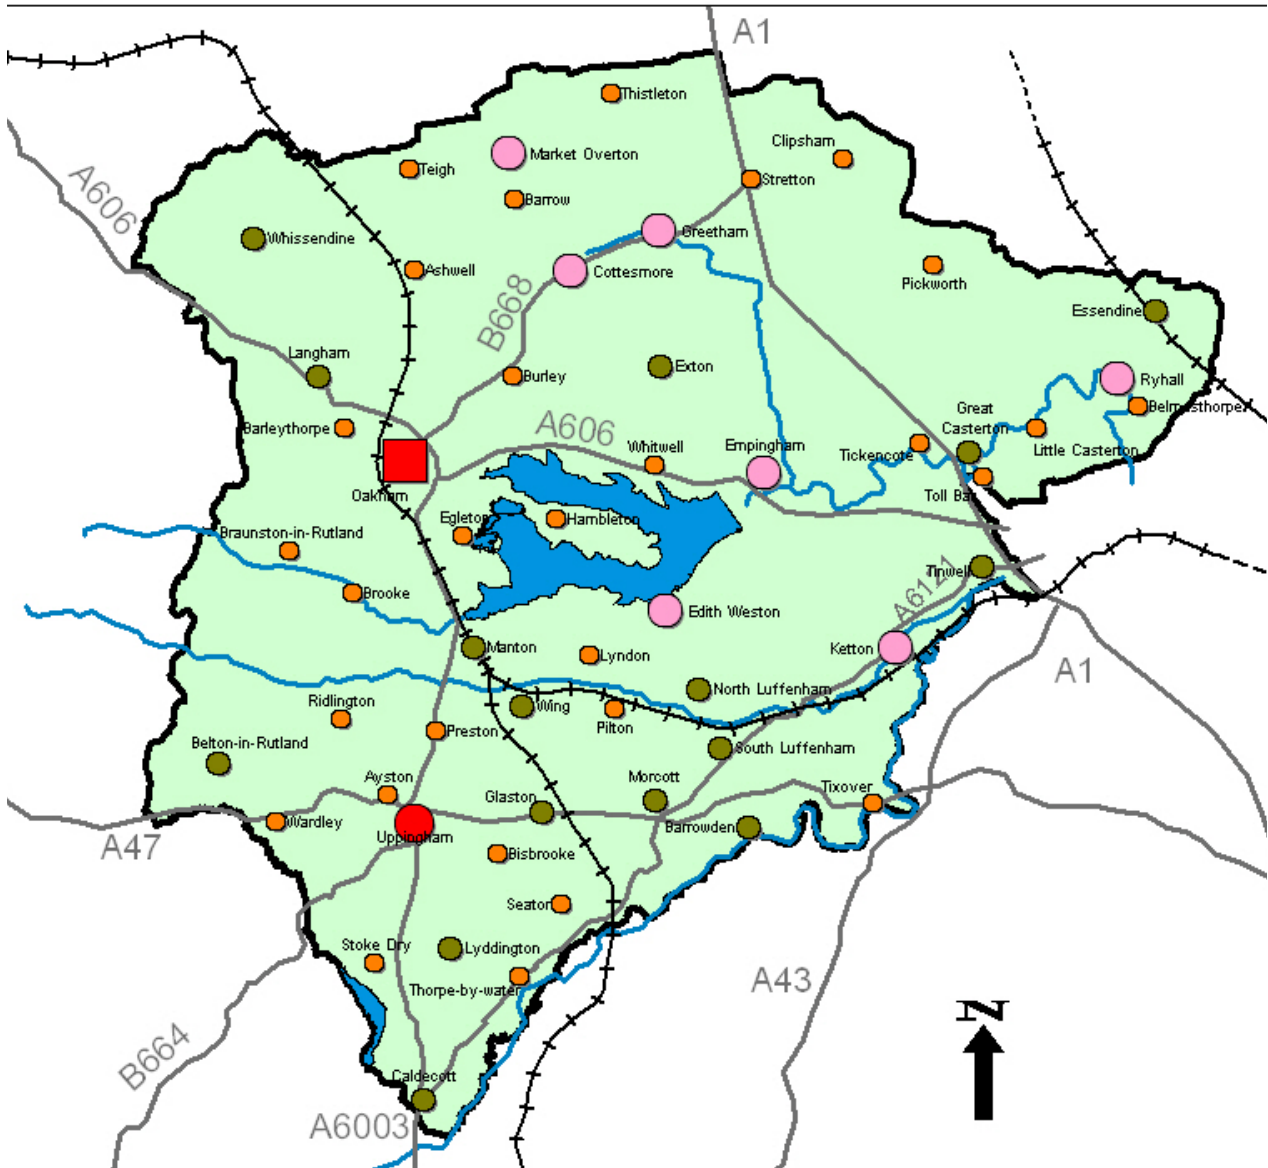 A1
Thistleton
Clipsham
Market Overton
Teigh
Stretton
A606
Barrow
Greetham
Whissendine
Ashwell
Cottesmore
Pickworth
B668
Essendine
Langham
Exton
Burley
Ryhall
Belmesthorpe
Great
Casterton
Barleythorpe
A606
Whitwell
Empingham
Tickencote
Little Casterton
Oakham
Toll Bar
Egleton
Hambleton
Braunston-in-Rutland
Tinwell
A6121
Brooke
Edith Weston
Manton
Lyndon
Ketton
A1
North Luffenham
Ridlington
Wing
Pilton
Preston
Belton-in-Rutland
South Luffenham
Ayston
Morcott
Tixover
Glaston
Wardley
Uppingham
Barrowden
A47
Bisbrooke
Seaton
Stoke Dry
Lyddington
A43
Thorpe-by-water
N
B664
Caldecott
A6003